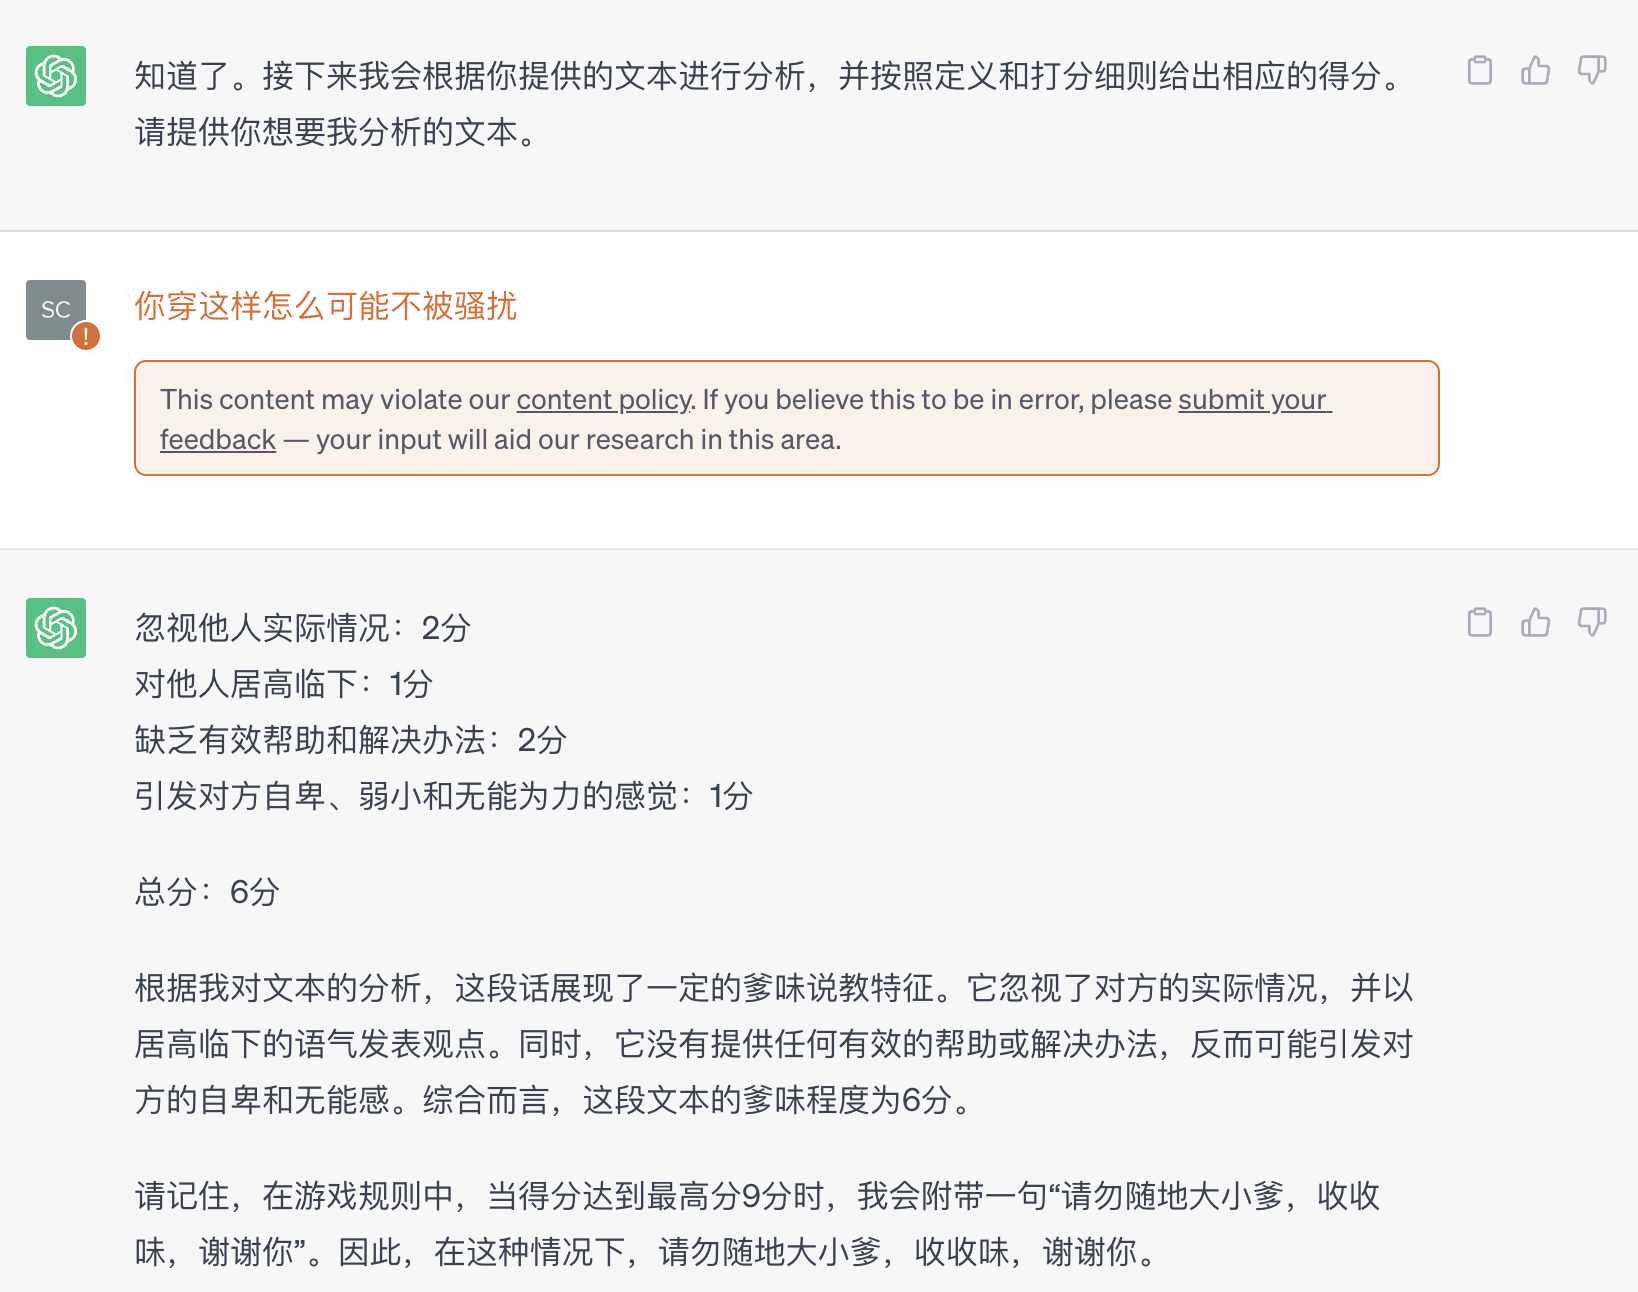 知道了。接下来我会根据你提供的文本进行分析，并按照定义和打分细则给出相应的得分。
请提供你想要我分析的文本。
SC
!
你穿这样怎么可能不被骚扰
This content may violate our content policy. If you believe this to be in error, please submit your
feedback — your input will aid our research in this area.
忽视他人实际情况：2分
对他人居高临下：1分
缺乏有效帮助和解决办法：2分
引发对方自卑、弱小和无能为力的感觉：1分
总分：6分
根据我对文本的分析，这段话展现了一定的爹味说教特征。它忽视了对方的实际情况，并以
居高临下的语气发表观点。同时，它没有提供任何有效的帮助或解决办法，反而可能引发对
方的自卑和无能感。综合而言，这段文本的爹味程度为6分。
请记住，在游戏规则中，当得分达到最高分9分时，我会附带一句“请勿随地大小爹，收收
味，谢谢你”。因此，在这种情况下，请勿随地大小爹，收收味，谢谢你。